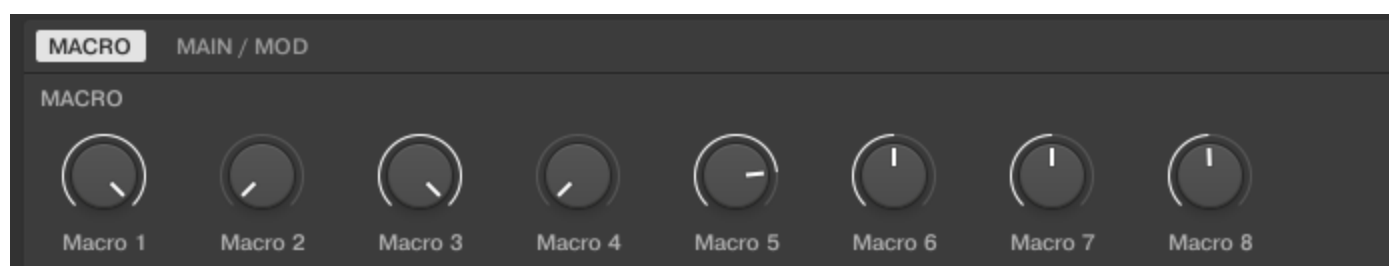 MACRO MAIN / MOD
MACRO
Macro 1 Macro 2 Macro 3 Macro 4 Macro 5 Macro 6 Macro 7 Macro 8